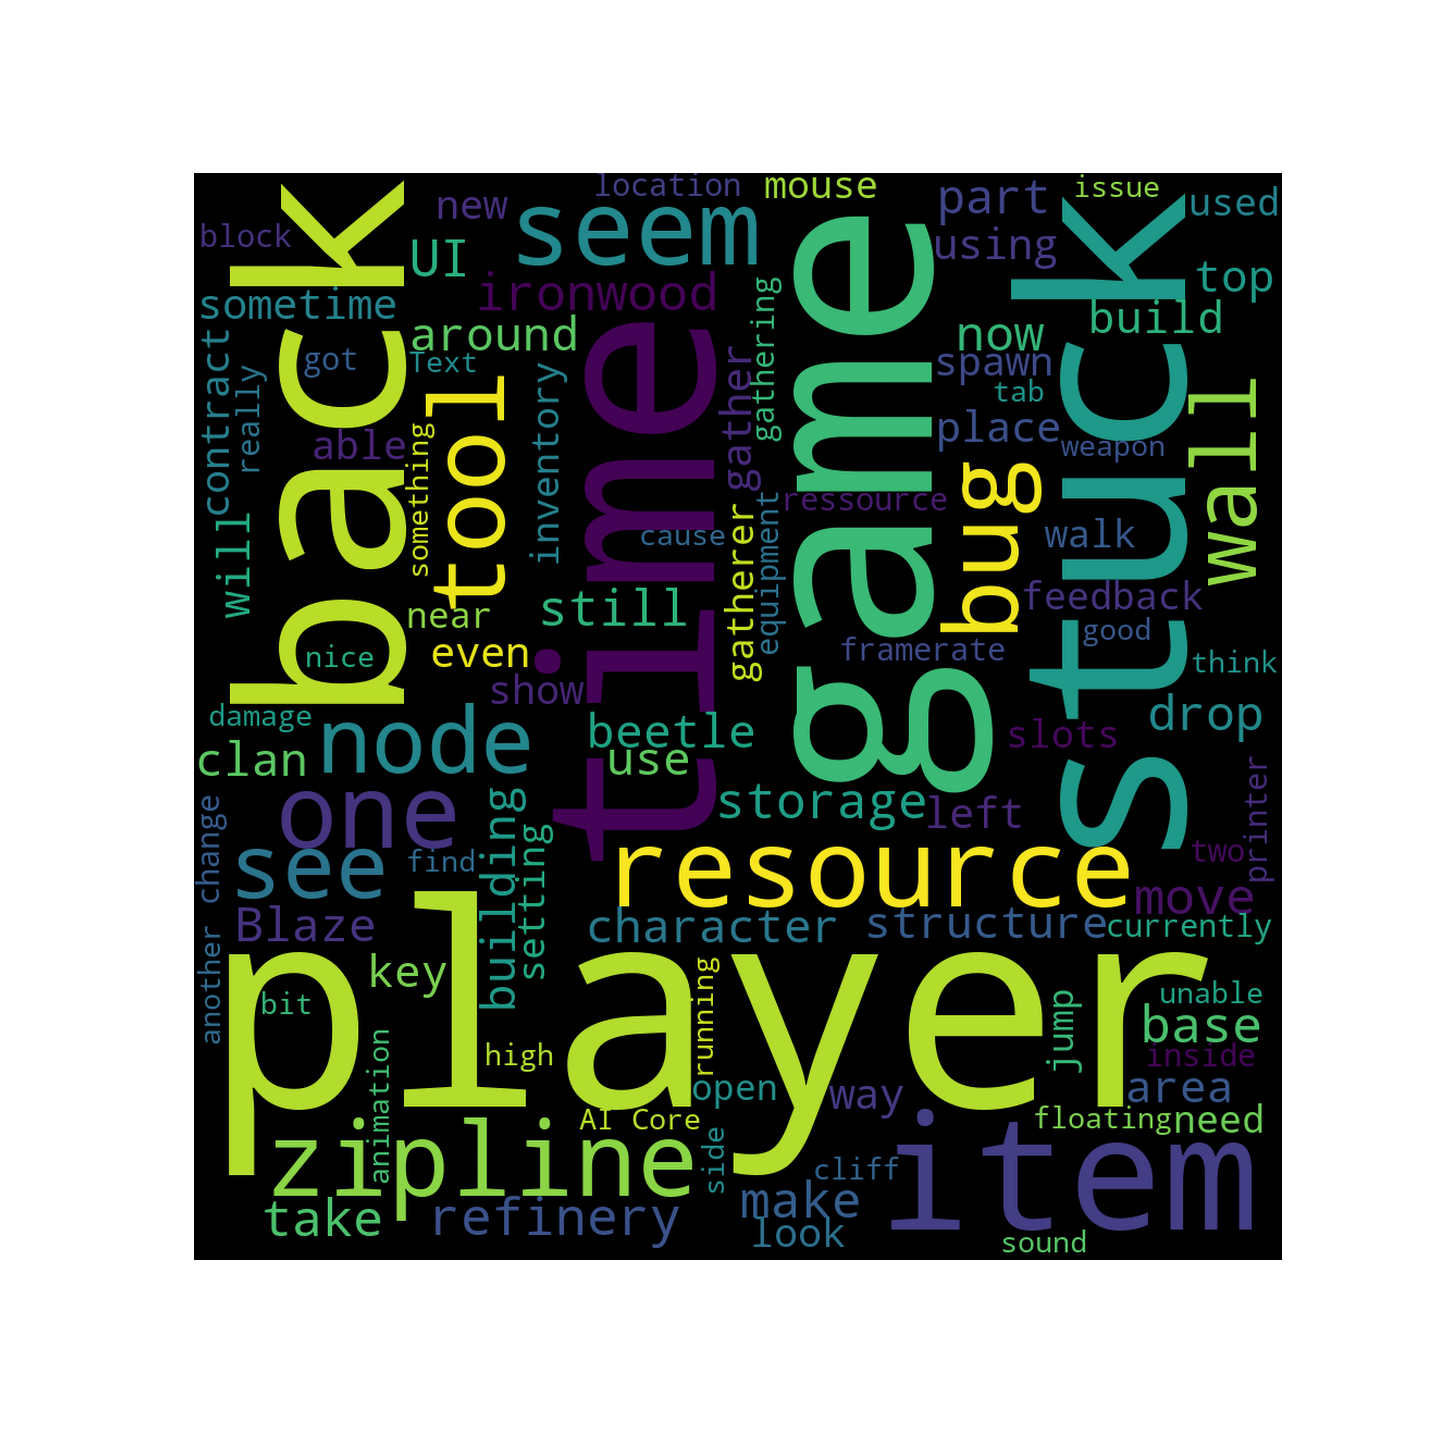 location
mouse
issue
new
seem
part
used
block
UI
using
top
back
ironwood
game
stuck
sometime
around
gathering
now
build
contract
got
Text
time
gather
spawn
tab
really
able
tool
inventory
place
weapon
wall
something
ressource
bug
will
cause
gatherer
equipment
walk
near
still
feedback
nice
even
framerate
good
think
show
damage
node
beetle
slots
drop
clan
use
one
building
storage
left
printer
change
see
find
setting
resource
two
move
Blaze
character
structure
currently
another
key
player
running
bit
unable
jump
base
animation
high
inside
open
way
area
AI Core
floating
need
zipline
side
cliff
item
take
refinery
make
look
sound